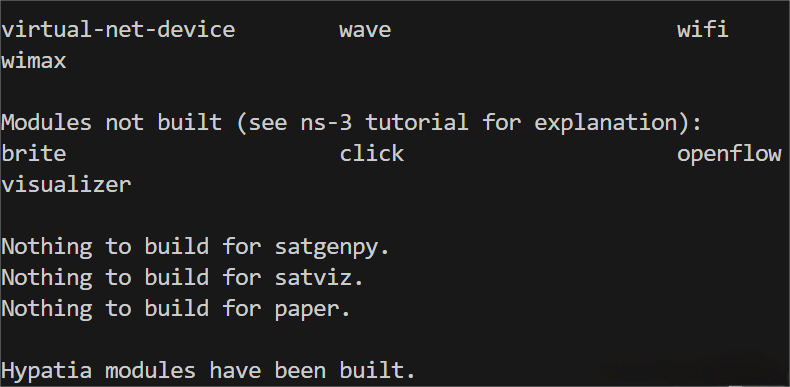 virtual-net-device wave wifi
wimax
Modules not built (see ns-3 tutorial for explanation):
brite click openflow
visualizer
Nothing to build for satgenpy.
Nothing to build for satviz.
Nothing to build for paper.
Hypatia modules have been built.